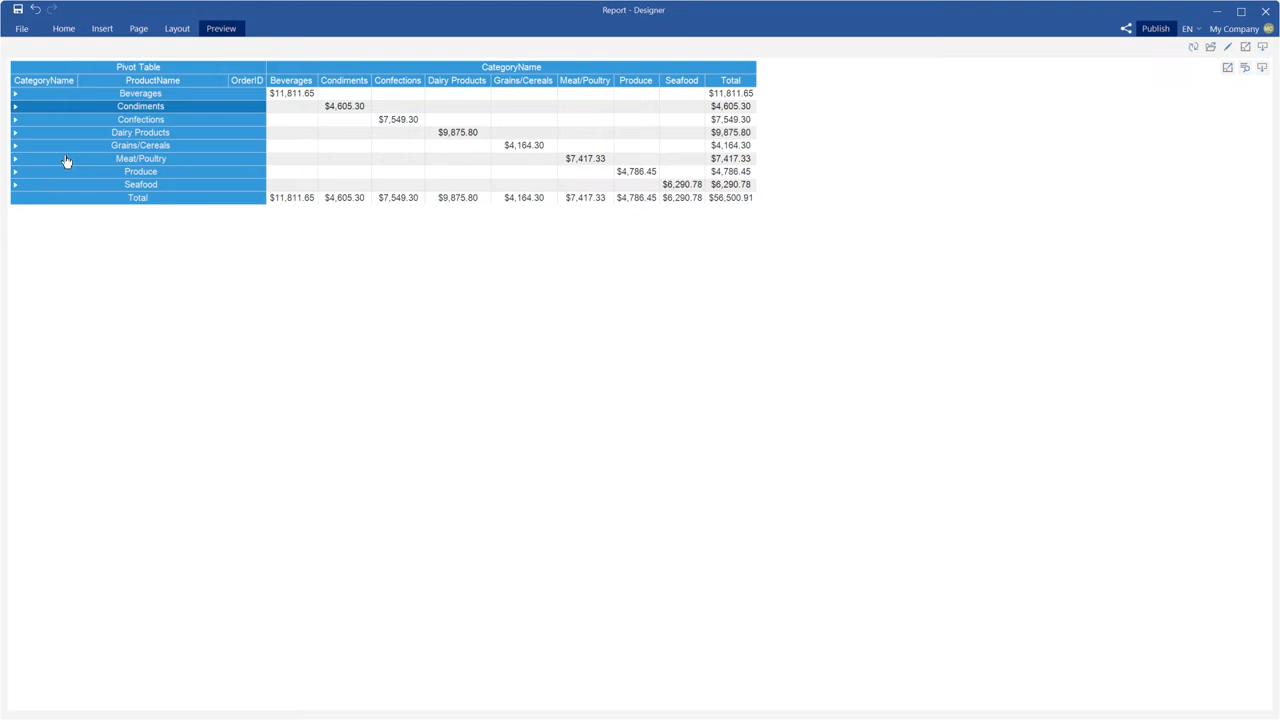 Report - Designer
File Home Insert Page Layout Preview Publish EN My Company
Pivot Table CategoryName
CategoryName ProductName OrderID Beverages Condiments Confections Dairy Products Grains/Cereals Meat/Poultry Produce Seafood Total
Beverages $11,811.65 $11,811.65
Condiments $4,605.30 $4,605.30
Confections $7,549.30 $7,549.30
Dairy Products $9,875.80 $9,875.80
Grains/Cereals $4,164.30 $4,164.30
Meat/Poultry $7,417.33 $7,417.33
Produce $4,786.45 $4,786.45
Seafood $6,290.78 $6,290.78
Total $11,811.65 $4,605.30 $7,549.30 $9,875.80 $4,164.30 $7,417.33 $4,786.45 $6,290.78 $56,500.91